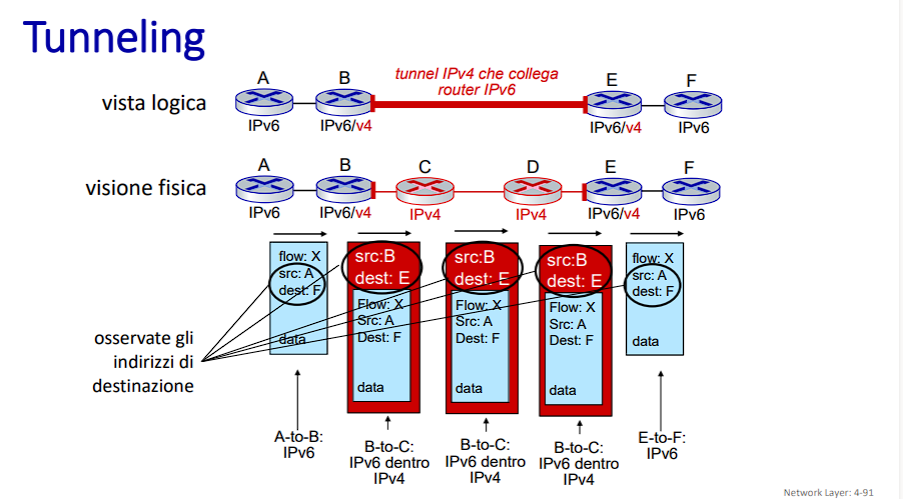 Tunneling
tunnel IPv4 che collega
router IPv6
A B E F
vista logica
IPv6 IPv6/v4 IPv6/v4 IPv6
A B C D E F
visione fisica
IPv6 IPv6/v4 IPv4 IPv4 IPv6/v4 IPv6
flow: X
src: A
dest: F
data
src:B
dest: E
Flow: X
Src: A
Dest: F
data
src:B
dest: E
Flow: X
Src: A
Dest: F
data
src:B
dest: E
Flow: X
Src: A
Dest: F
data
flow: X
src: A
dest: F
data
osservate gli
indirizzi di
destinazione
A-to-B:
IPv6
B-to-C:
IPv6 dentro
IPv4
B-to-C:
IPv6 dentro
IPv4
B-to-C:
IPv6 dentro
IPv4
E-to-F:
IPv6
Network Layer: 4-91